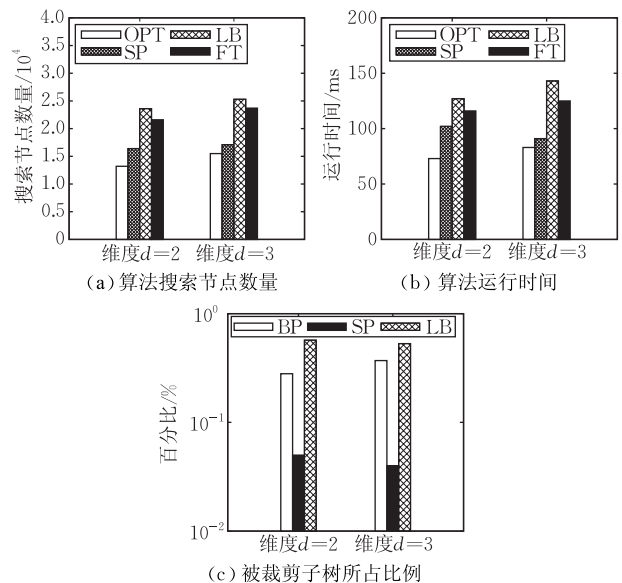 4.0
3.5
3.0
2.5
2.0
1.5
1.0
0.5
0
搜索节点数量/10⁴
OPT LB
SP FT
维度d=2 维度d=3
(a) 算法搜索节点数量
200
150
100
50
0
运行时间/ms
OPT LB
SP FT
维度d=2 维度d=3
(b) 算法运行时间
10⁰
10⁻¹
10⁻²
百分比/%
BP SP LB
维度d=2 维度d=3
(c) 被裁剪子树所占比例